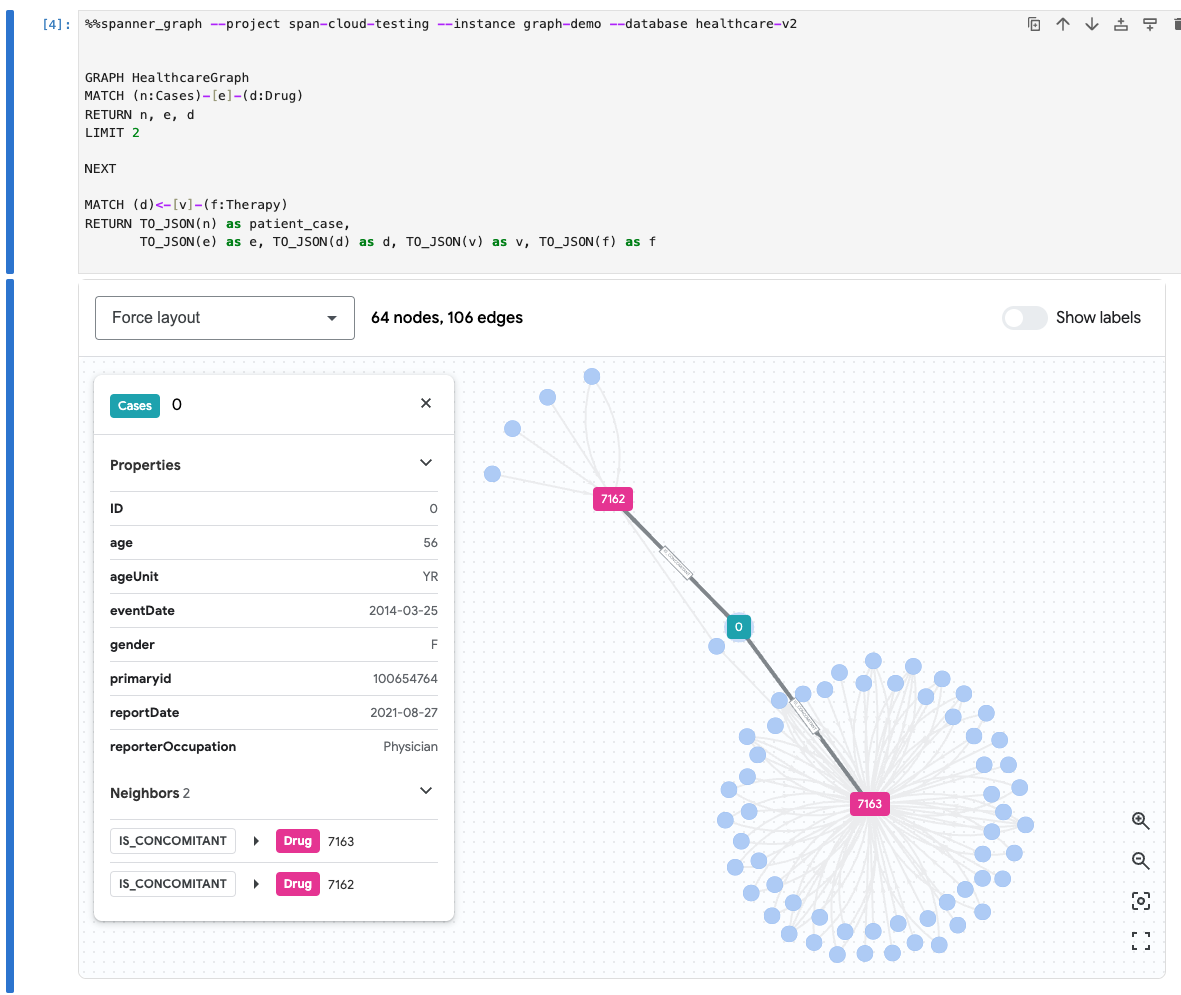 [4]:
%%spanner_graph --project span-cloud-testing --instance graph-demo --database healthcare-v2
GRAPH HealthcareGraph
MATCH (n:Cases)-[e]-(d:Drug)
RETURN n, e, d
LIMIT 2
NEXT
MATCH (d)<-[v]-(f:Therapy)
RETURN TO_JSON(n) as patient_case,
TO_JSON(e) as e, TO_JSON(d) as d, TO_JSON(v) as v, TO_JSON(f) as f
Force layout
64 nodes, 106 edges
Show labels
Cases 0
Properties
ID 0
age 56
ageUnit YR
eventDate 2014-03-25
gender F
primaryid 100654764
reportDate 2021-08-27
reporterOccupation Physician
Neighbors 2
IS_CONCOMITANT Drug 7163
IS_CONCOMITANT Drug 7162
7162
0
7163